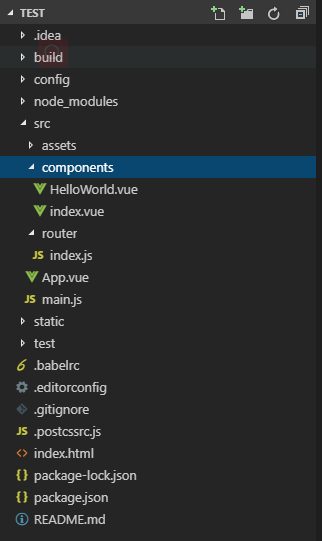 TEST
.idea
build
config
node_modules
src
assets
components
HelloWorld.vue
index.vue
router
JS index.js
App.vue
JS main.js
static
test
.babelrc
.editorconfig
.gitignore
JS .postcssrc.js
index.html
package-lock.json
package.json
README.md